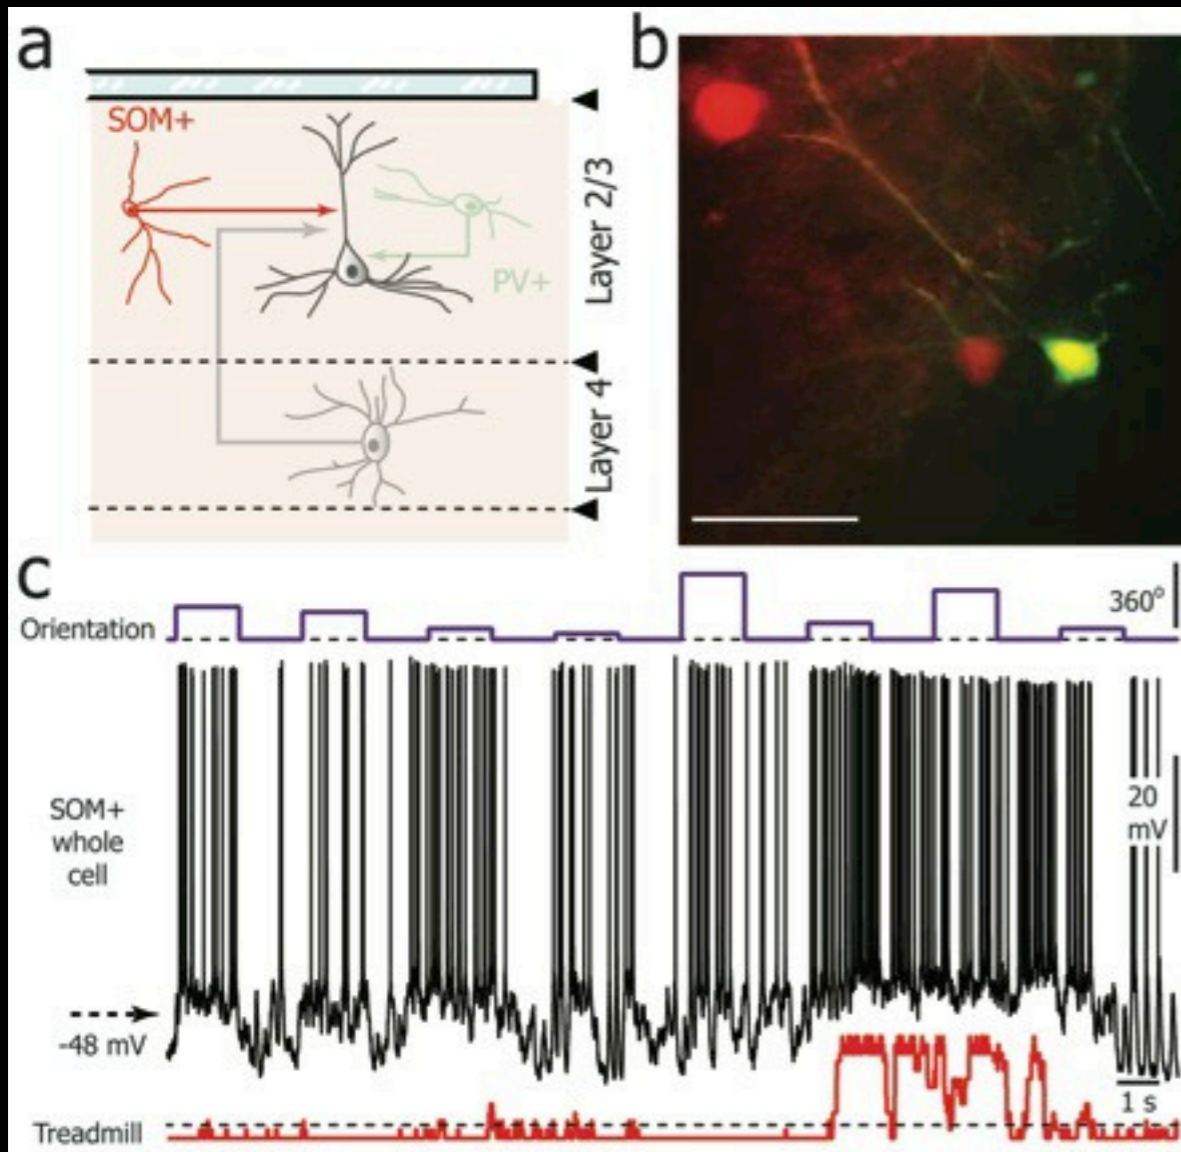 a
SOM+
PV+
Layer 2/3
Layer 4
b
c
Orientation
360°
SOM+
whole
cell
20
mV
-48 mV
1 s
Treadmill